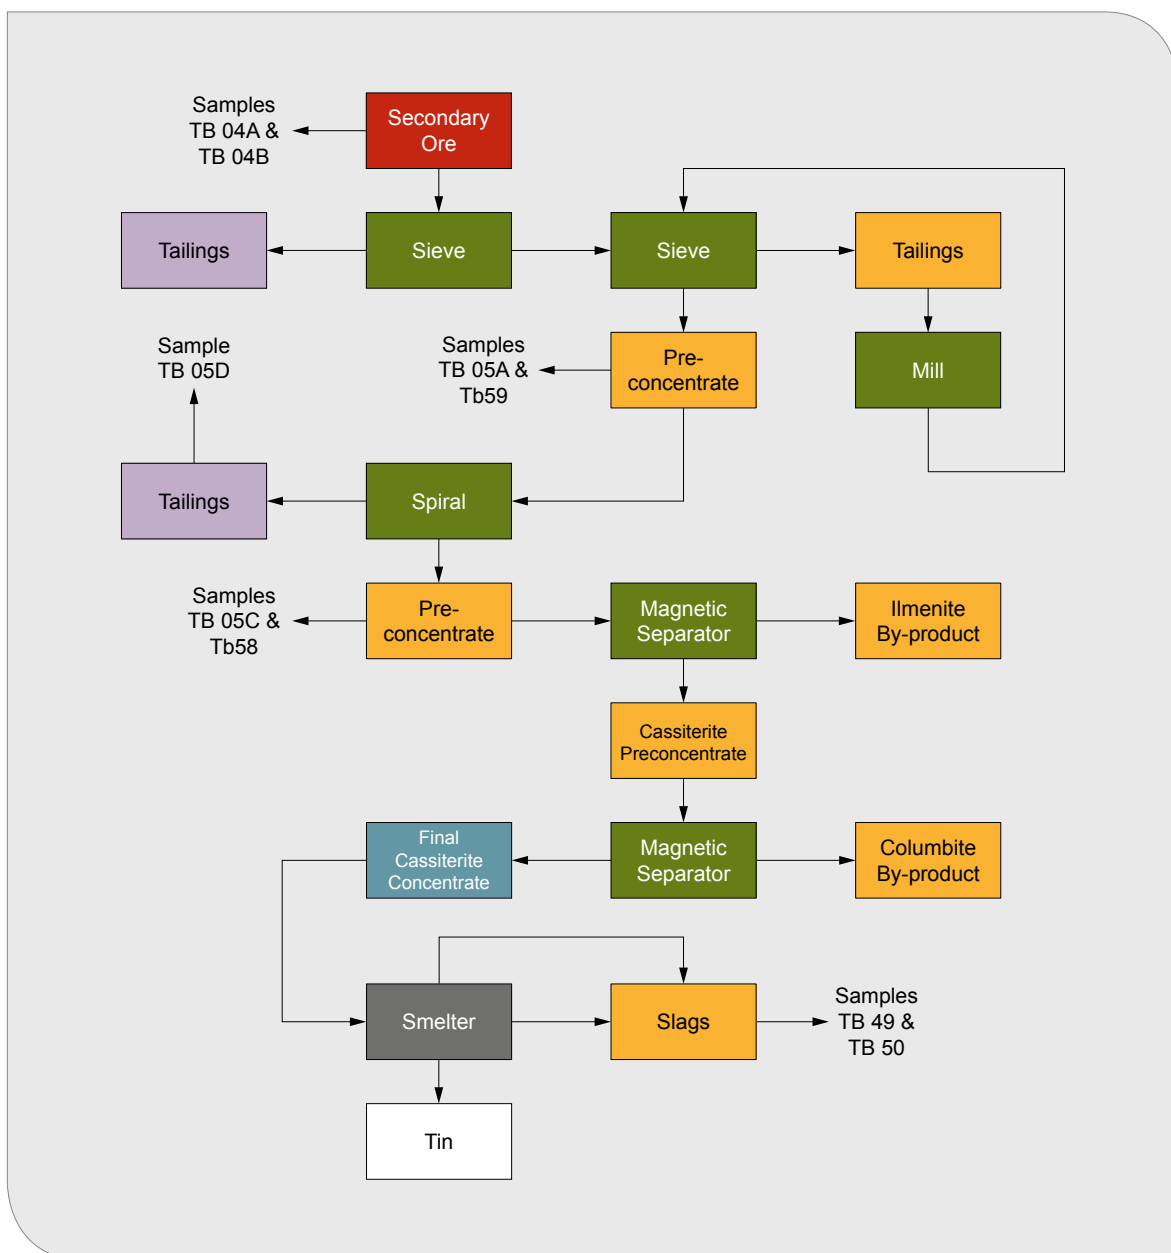 Samples
TB 04A &
TB 04B
Secondary
Ore
Tailings
Sieve
Sieve
Tailings
Sample
TB 05D
Samples
TB 05A &
Tb59
Pre-
concentrate
Mill
Tailings
Spiral
Samples
TB 05C &
Tb58
Pre-
concentrate
Magnetic
Separator
Ilmenite
By-product
Cassiterite
Preconcentrate
Final
Cassiterite
Concentrate
Magnetic
Separator
Columbite
By-product
Smelter
Slags
Samples
TB 49 &
TB 50
Tin